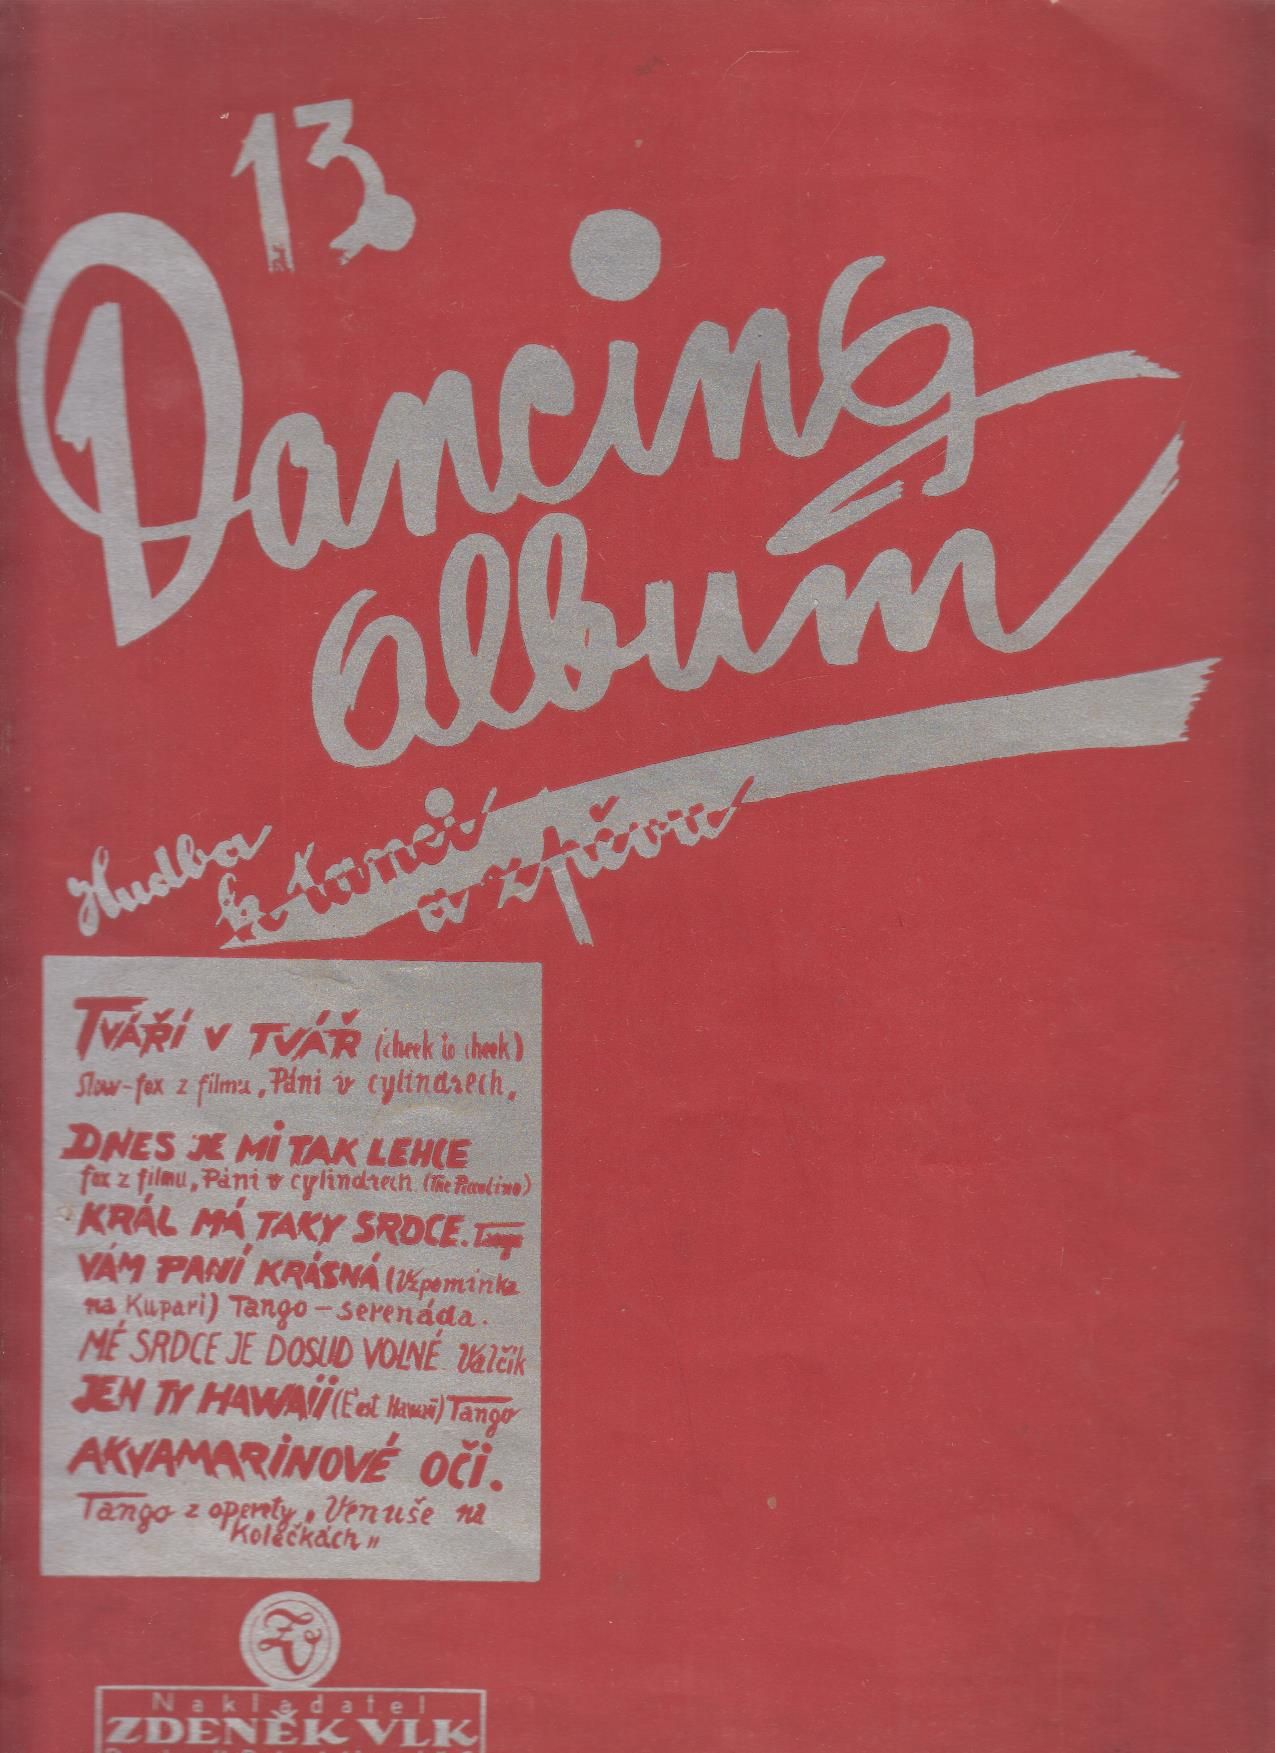 13.
Dancing
album
Hudba
k tanci
a zpěvu
TVÁŘÍ V TVÁŘ (cheek to cheek)
Slow-fox z filmu „Páni v cylindrech„
DNES JE MI TAK LEHCE
fox z filmu „Páni v cylindrech (The Piccolino)
KRÁL MÁ TAKY SRDCE. Tango
VÁM PANÍ KRÁSNÁ (Vzpomínka
na Kupari) Tango - serenáda.
MÉ SRDCE JE DOSUD VOLNÉ Valčík
JEN TY HAWAII (C'est Hawaï) Tango
AKVAMARINOVÉ OČI.
Tango z operety „Venuše na
Kolečkách"
ZV
Nakladatel
ZDENĚK VLK